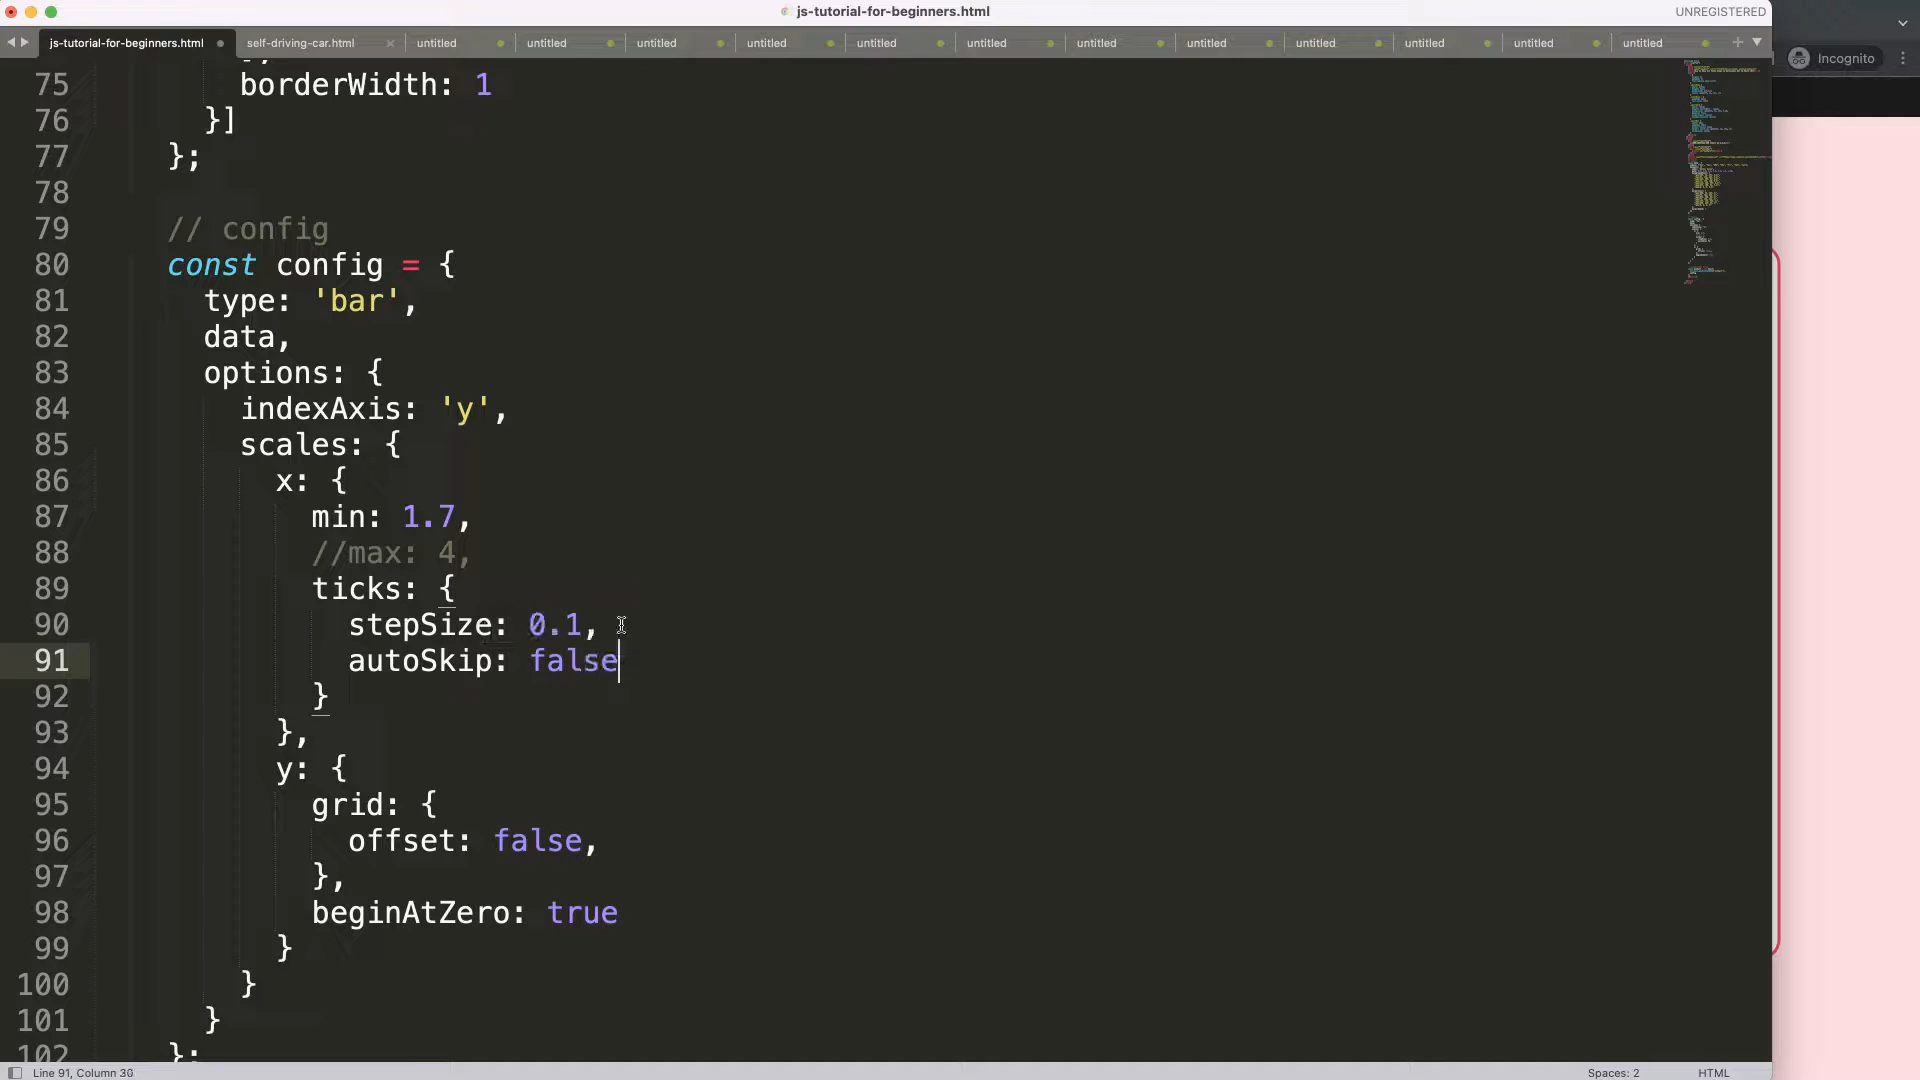 js-tutorial-for-beginners.html
UNREGISTERED
js-tutorial-for-beginners.html self-driving-car.html untitled untitled untitled untitled untitled untitled untitled untitled untitled untitled untitled untitled
Incognito
75 borderWidth: 1
76 }]
77 };
78
79 // config
80 const config = {
81 type: 'bar',
82 data,
83 options: {
84 indexAxis: 'y',
85 scales: {
86 x: {
87 min: 1.7,
88 //max: 4,
89 ticks: {
90 stepSize: 0.1,
91 autoSkip: false
92 }
93 },
94 y: {
95 grid: {
96 offset: false,
97 },
98 beginAtZero: true
99 }
100 }
101 }
102 };
Line 91, Column 30
Spaces: 2
HTML